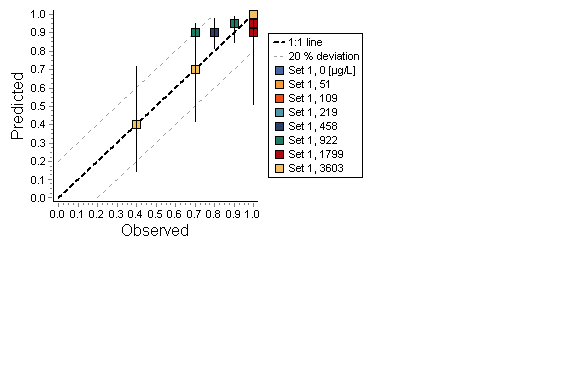 1.0
0.9
0.8
0.7
0.6
0.5
0.4
0.3
0.2
0.1
0.0
Predicted
0.0 0.1 0.2 0.3 0.4 0.5 0.6 0.7 0.8 0.9 1.0
Observed
1:1 line
20 % deviation
Set 1, 0 [µg/L]
Set 1, 51
Set 1, 109
Set 1, 219
Set 1, 458
Set 1, 922
Set 1, 1799
Set 1, 3603